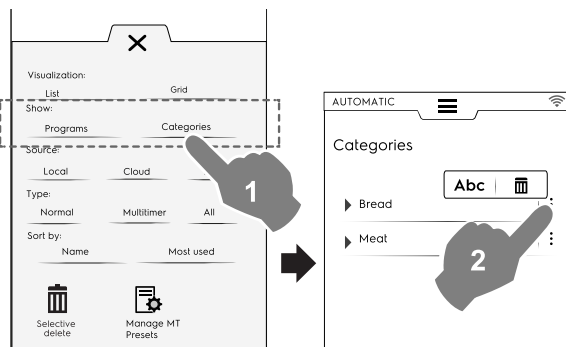 Visualization:
List Grid
Show:
Programs Categories
Source:
Local Cloud
1
Type:
Normal Multitimer All
Sort by:
Name Most used
Selective
delete
Manage MT
Presets
AUTOMATIC
Categories
Abc
Bread
Meat
2